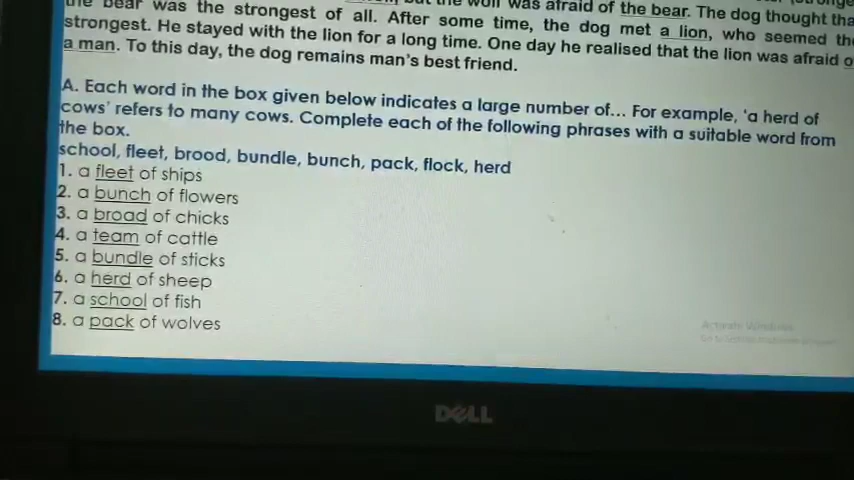 the bear was the strongest of all. After some time, the dog met a lion, who seemed the
strongest. He stayed with the lion for a long time. One day he realised that the lion was afraid of
a man. To this day, the dog remains man's best friend.
A. Each word in the box given below indicates a large number of... For example, 'a herd of
cows' refers to many cows. Complete each of the following phrases with a suitable word from
the box.
school, fleet, brood, bundle, bunch, pack, flock, herd
1. a fleet of ships
2. a bunch of flowers
3. a broad of chicks
4. a team of cattle
5. a bundle of sticks
6. a herd of sheep
7. a school of fish
8. a pack of wolves
Activate Windows
DELL